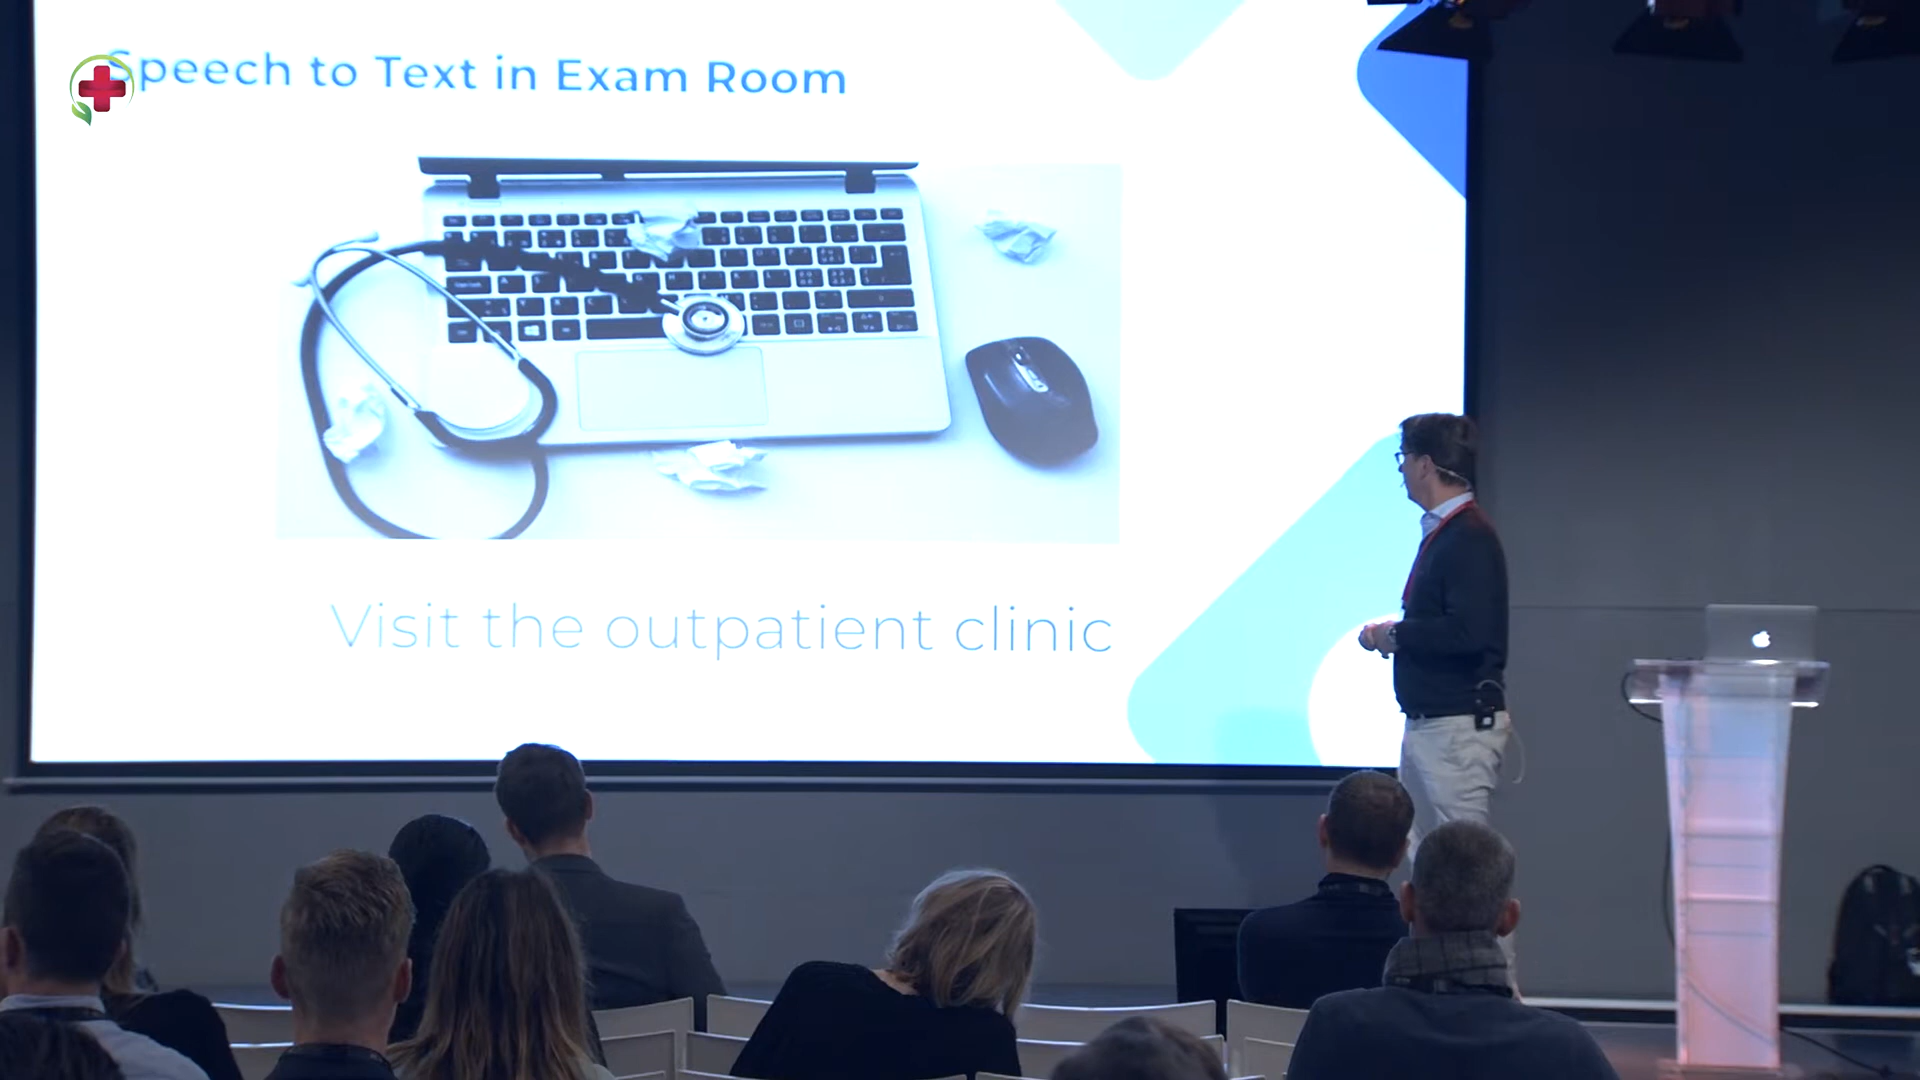 Speech to Text in Exam Room
Visit the outpatient clinic